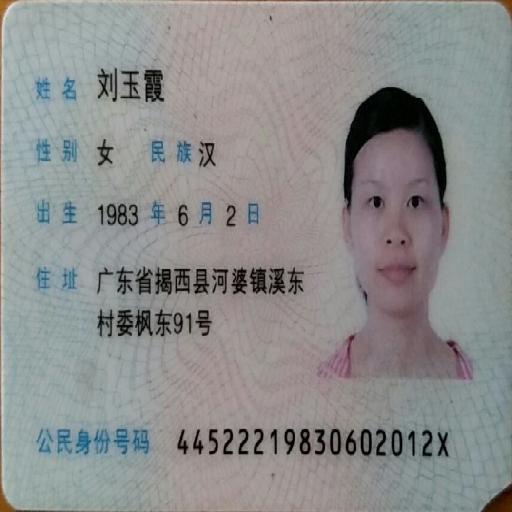 姓名 刘玉霞
性别 女 民族 汉
出生 1983 年 6 月 2 日
住址 广东省揭西县河婆镇溪东
村委枫东91号
公民身份号码 44522219830602012X